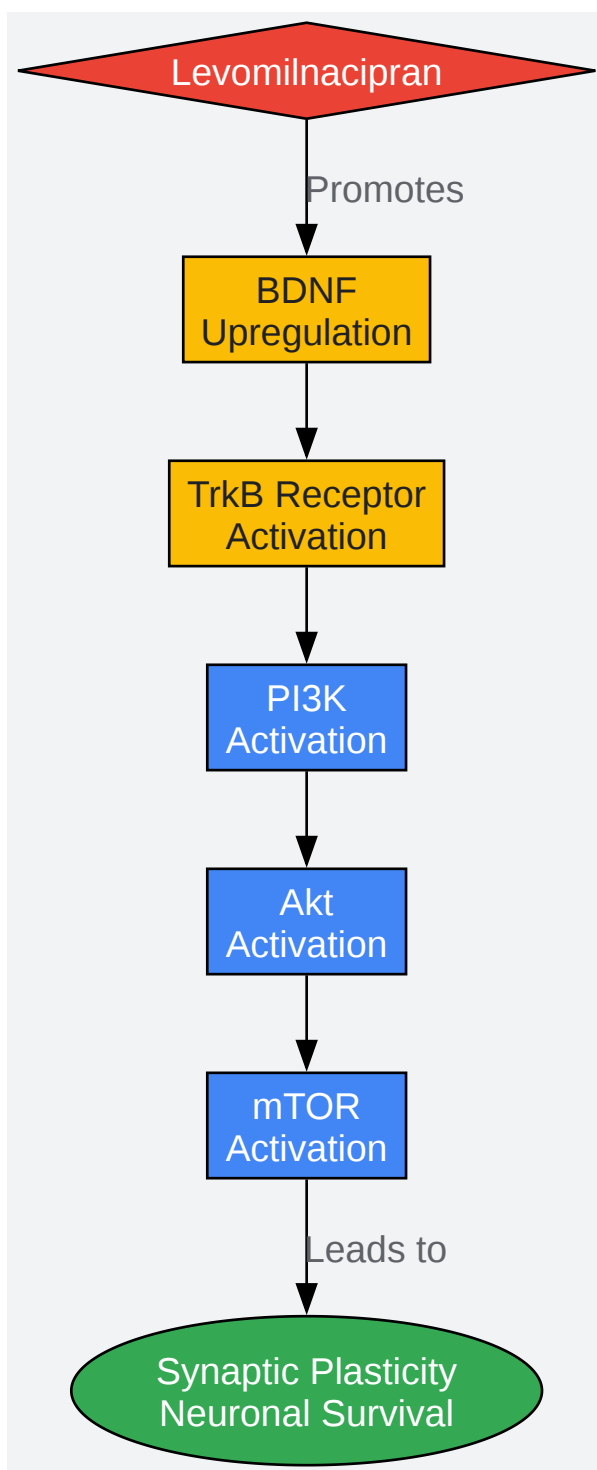 Levomilnacipran
Promotes
BDNF
Upregulation
TrkB Receptor
Activation
PI3K
Activation
Akt
Activation
mTOR
Activation
Leads to
Synaptic Plasticity
Neuronal Survival